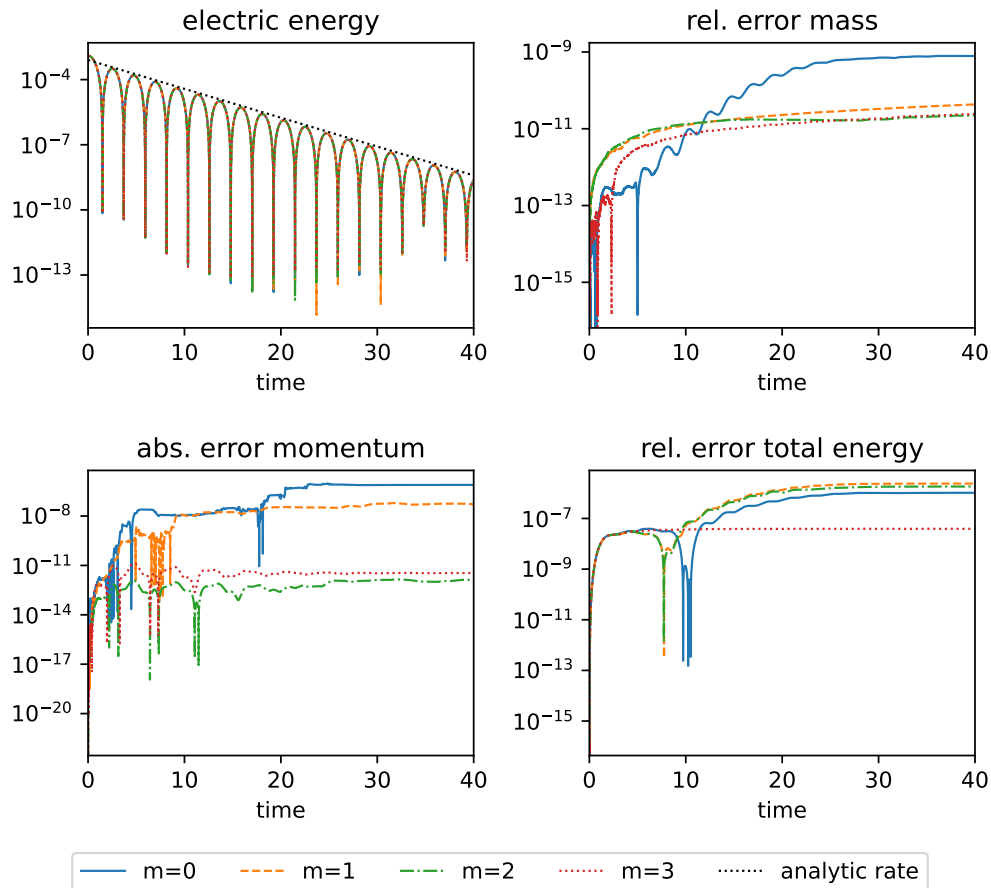 electric energy
10⁻⁴
10⁻⁷
10⁻¹⁰
10⁻¹³
0 10 20 30 40
time
rel. error mass
10⁻⁹
10⁻¹¹
10⁻¹³
10⁻¹⁵
0 10 20 30 40
time
abs. error momentum
10⁻⁸
10⁻¹¹
10⁻¹⁴
10⁻¹⁷
10⁻²⁰
0 10 20 30 40
time
rel. error total energy
10⁻⁷
10⁻⁹
10⁻¹¹
10⁻¹³
10⁻¹⁵
0 10 20 30 40
time
m=0 m=1 m=2 m=3 analytic rate